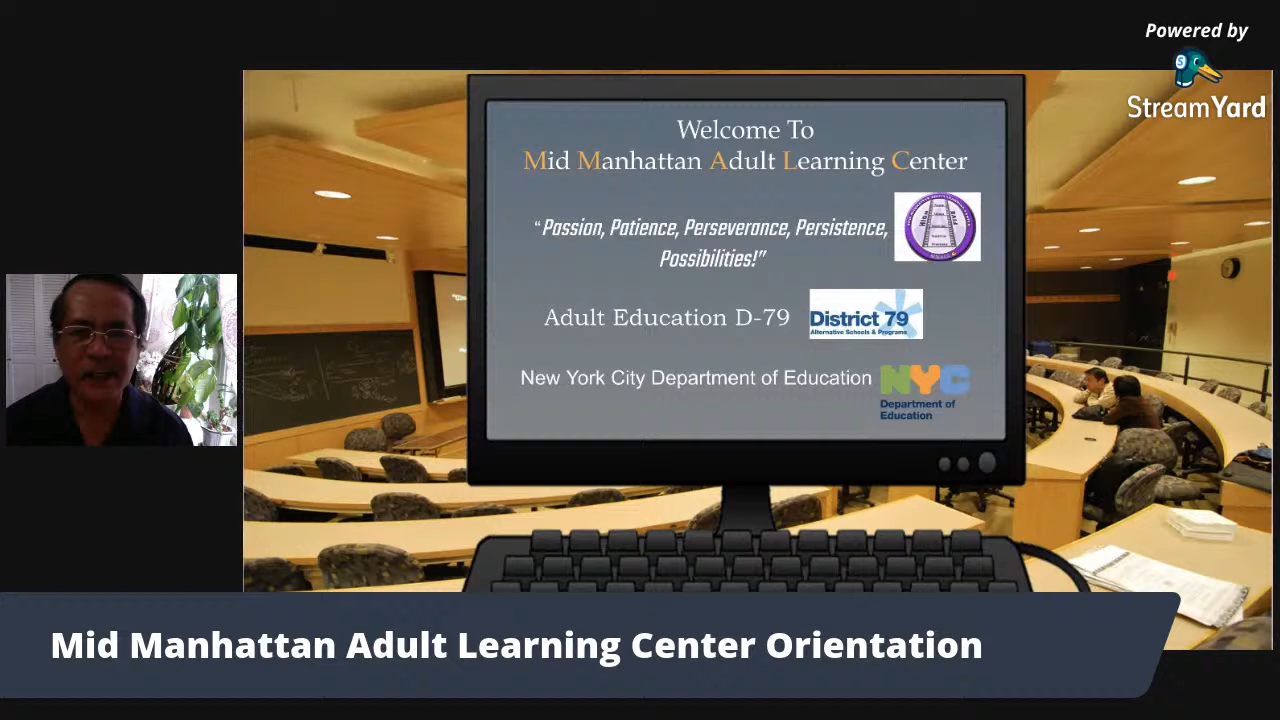 Powered by
StreamYard
Welcome To
Mid Manhattan Adult Learning Center
“Passion, Patience, Perseverance, Persistence,
Possibilities!”
Adult Education D-79
District 79
Alternative Schools & Programs
New York City Department of Education
NYC
Department of
Education
Mid Manhattan Adult Learning Center Orientation